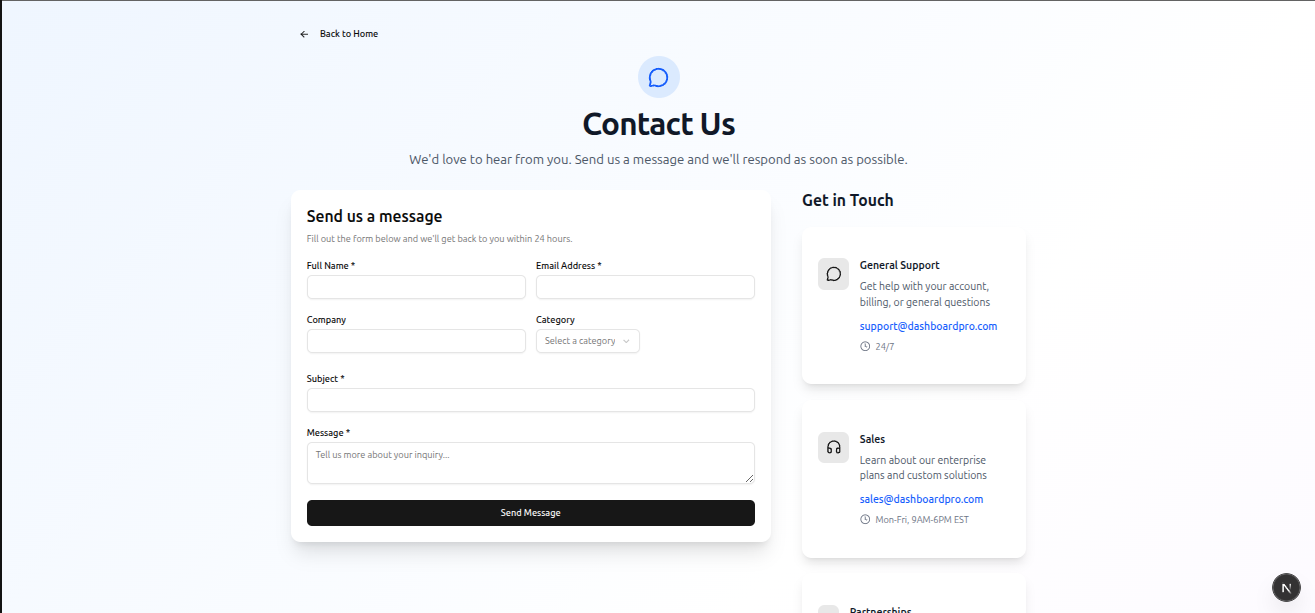 Back to Home
Contact Us
We'd love to hear from you. Send us a message and we'll respond as soon as possible.
Send us a message
Fill out the form below and we'll get back to you within 24 hours.
Full Name *
Email Address *
Company
Category
Select a category
Subject *
Message *
Tell us more about your inquiry...
Send Message
Get in Touch
General Support
Get help with your account,
billing, or general questions
support@dashboardpro.com
24/7
Sales
Learn about our enterprise
plans and custom solutions
sales@dashboardpro.com
Mon-Fri, 9AM-6PM EST
Partnerships
N